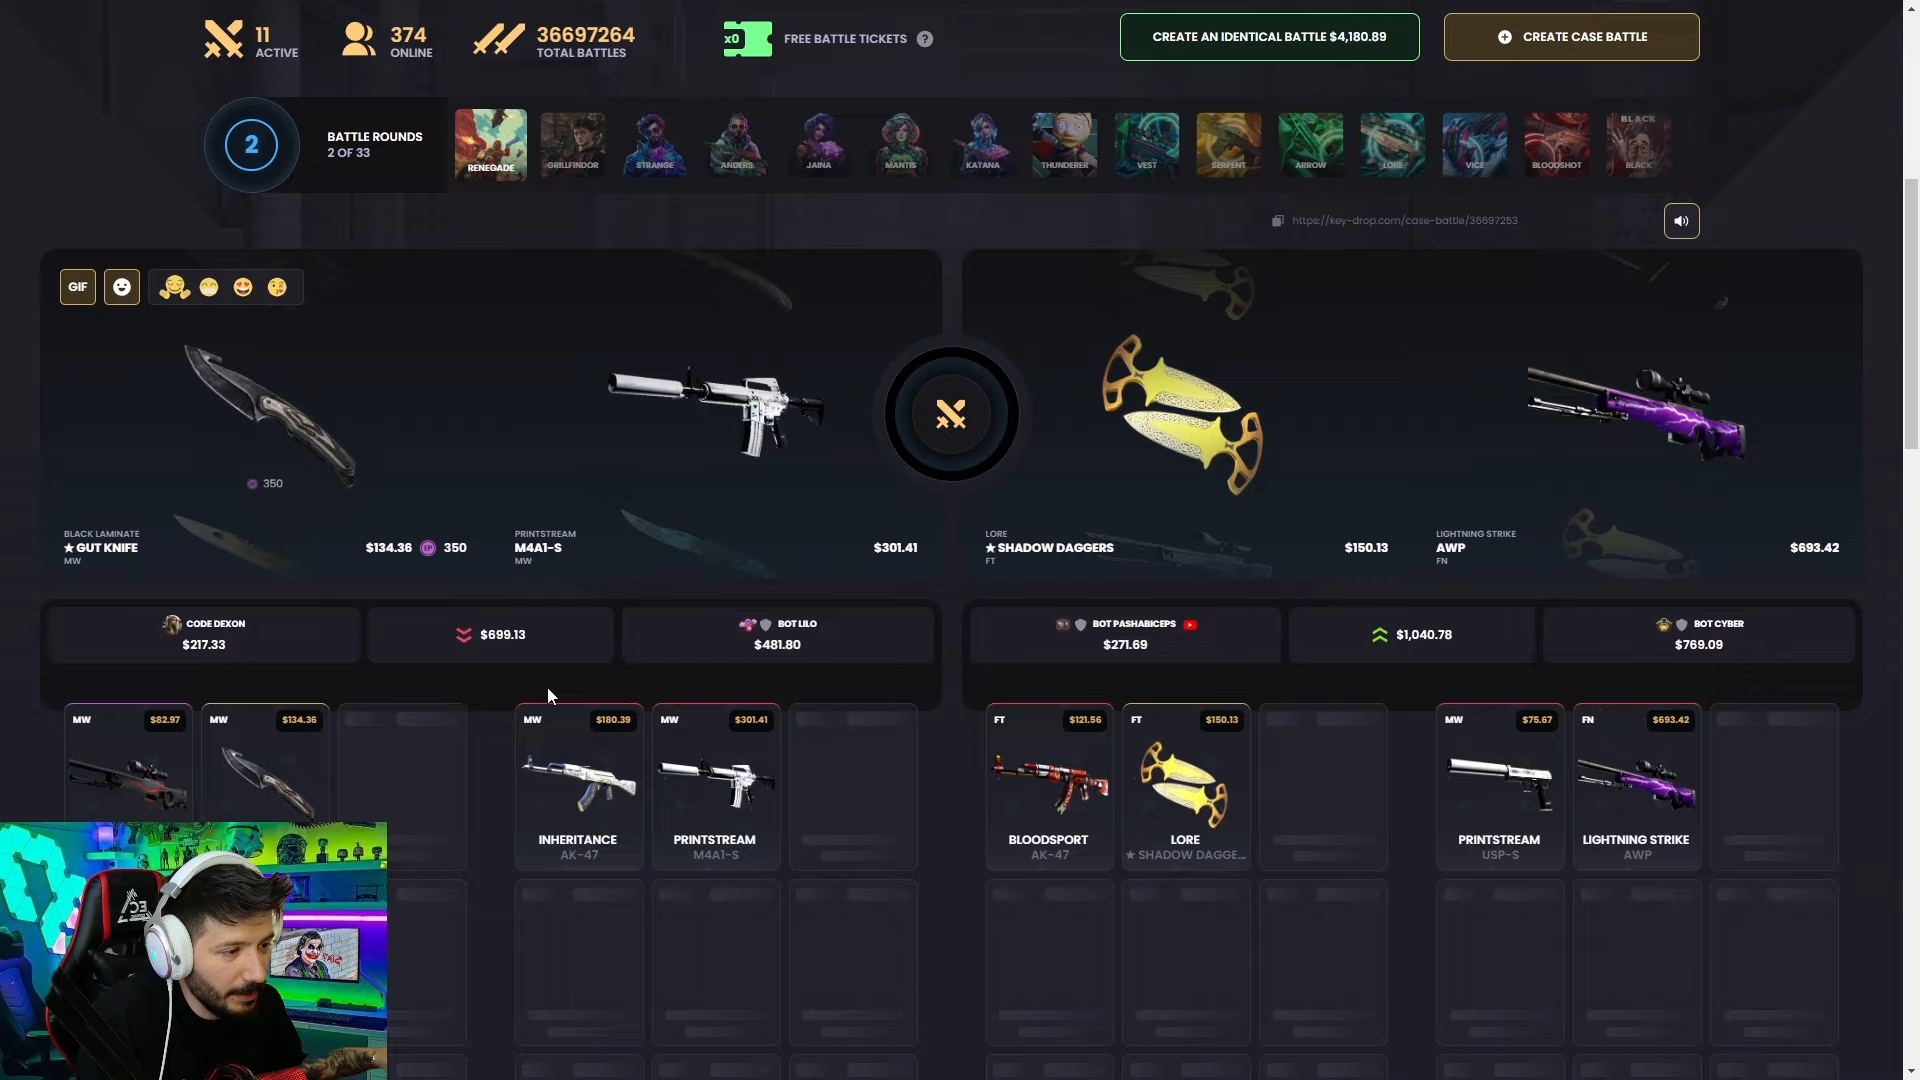 11
ACTIVE
374
ONLINE
36697264
TOTAL BATTLES
x0
FREE BATTLE TICKETS ?
CREATE AN IDENTICAL BATTLE $4,180.89
CREATE CASE BATTLE
2
BATTLE ROUNDS
2 OF 33
RENEGADE
GRILLFINDOR
STRANGE
ANDERS
JAINA
MANTIS
KATANA
THUNDERER
VEST
SERPENT
ARROW
LORE
VICE
BLOODSHOT
BLACK
BLACK
https://key-drop.com/case-battle/36697253
GIF
350
BLACK LAMINATE
★ GUT KNIFE
MW
$134.36 EP 350
PRINTSTREAM
M4A1-S
MW
$301.41
LORE
★ SHADOW DAGGERS
FT
$150.13
LIGHTNING STRIKE
AWP
FN
$693.42
CODE DEXON
$217.33
$699.13
BOT LILO
$481.80
BOT PASHABICEPS
$271.69
$1,040.78
BOT CYBER
$769.09
MW $82.97
MW $134.36
MW $180.39
INHERITANCE
AK-47
MW $301.41
PRINTSTREAM
M4A1-S
FT $121.56
BLOODSPORT
AK-47
FT $150.13
LORE
★ SHADOW DAGGE...
MW $75.67
PRINTSTREAM
USP-S
FN $693.42
LIGHTNING STRIKE
AWP